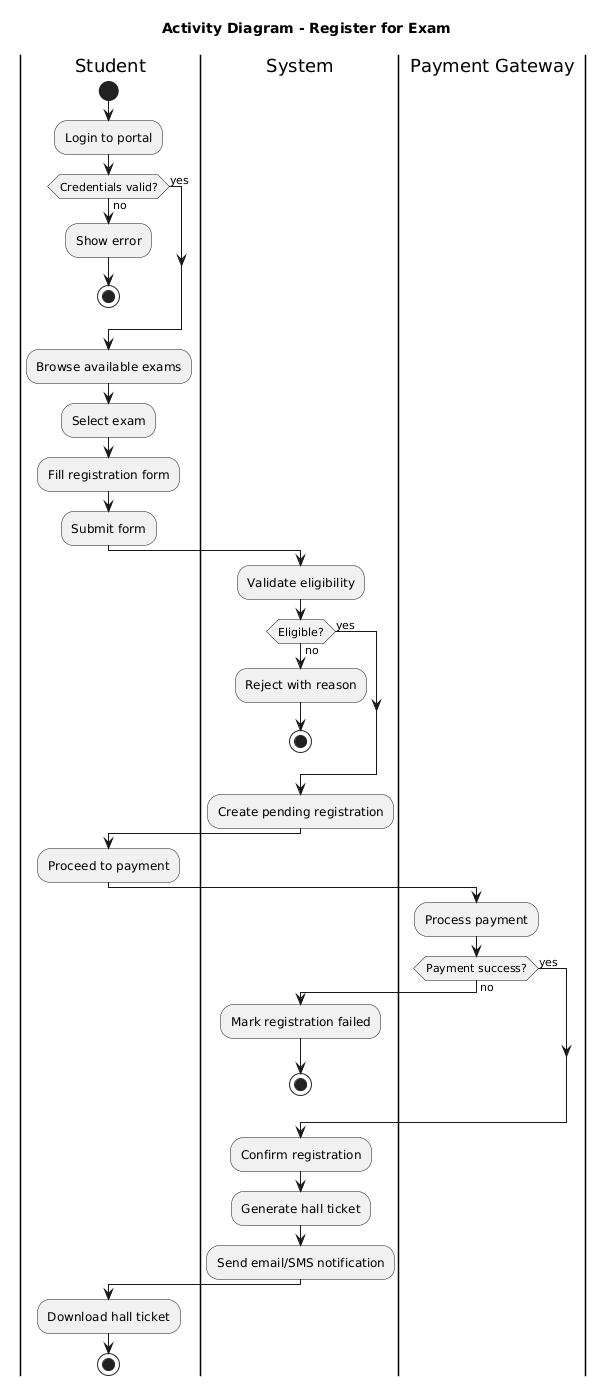 Activity Diagram - Register for Exam
Student
System
Payment Gateway
Login to portal
Credentials valid?
yes
no
Show error
Browse available exams
Select exam
Fill registration form
Submit form
Validate eligibility
Eligible?
yes
no
Reject with reason
Create pending registration
Proceed to payment
Process payment
Payment success?
yes
no
Mark registration failed
Confirm registration
Generate hall ticket
Send email/SMS notification
Download hall ticket